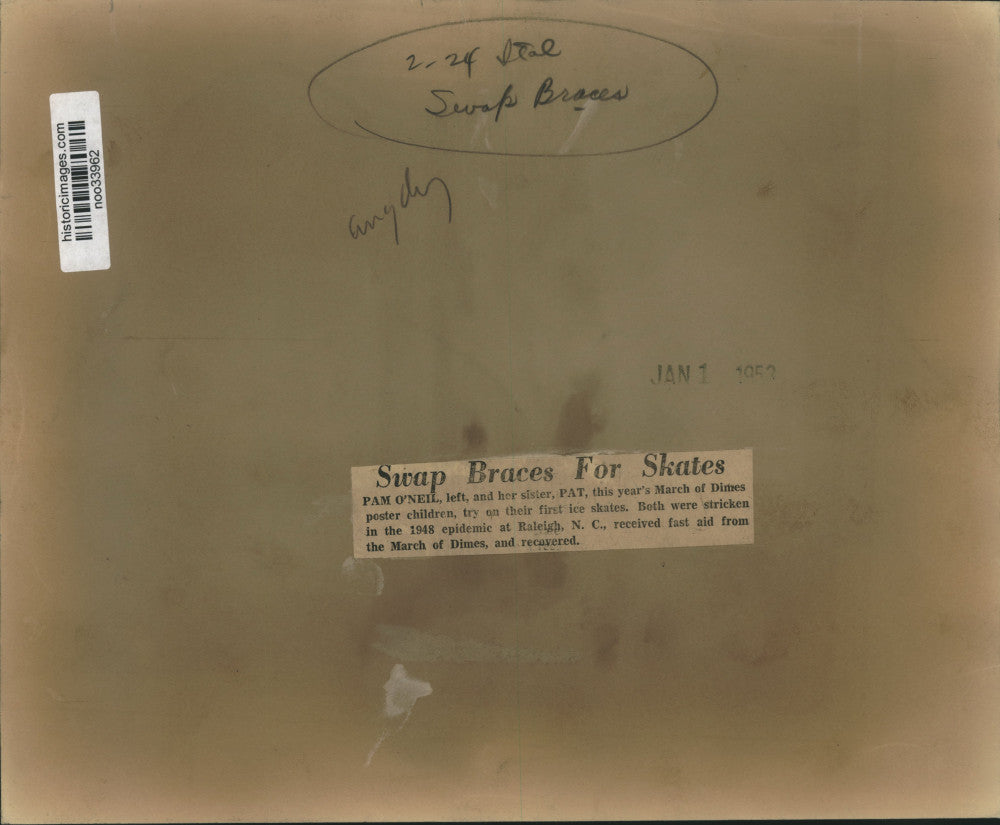 2-24 Ital
Swap Braces
historicimages.com
noo33962
JAN 1 1952
Swap Braces For Skates
PAM O'NEIL, left, and her sister, PAT, this year's March of Dimes
poster children, try on their first ice skates. Both were stricken
in the 1948 epidemic at Raleigh, N. C., received fast aid from
the March of Dimes, and recovered.